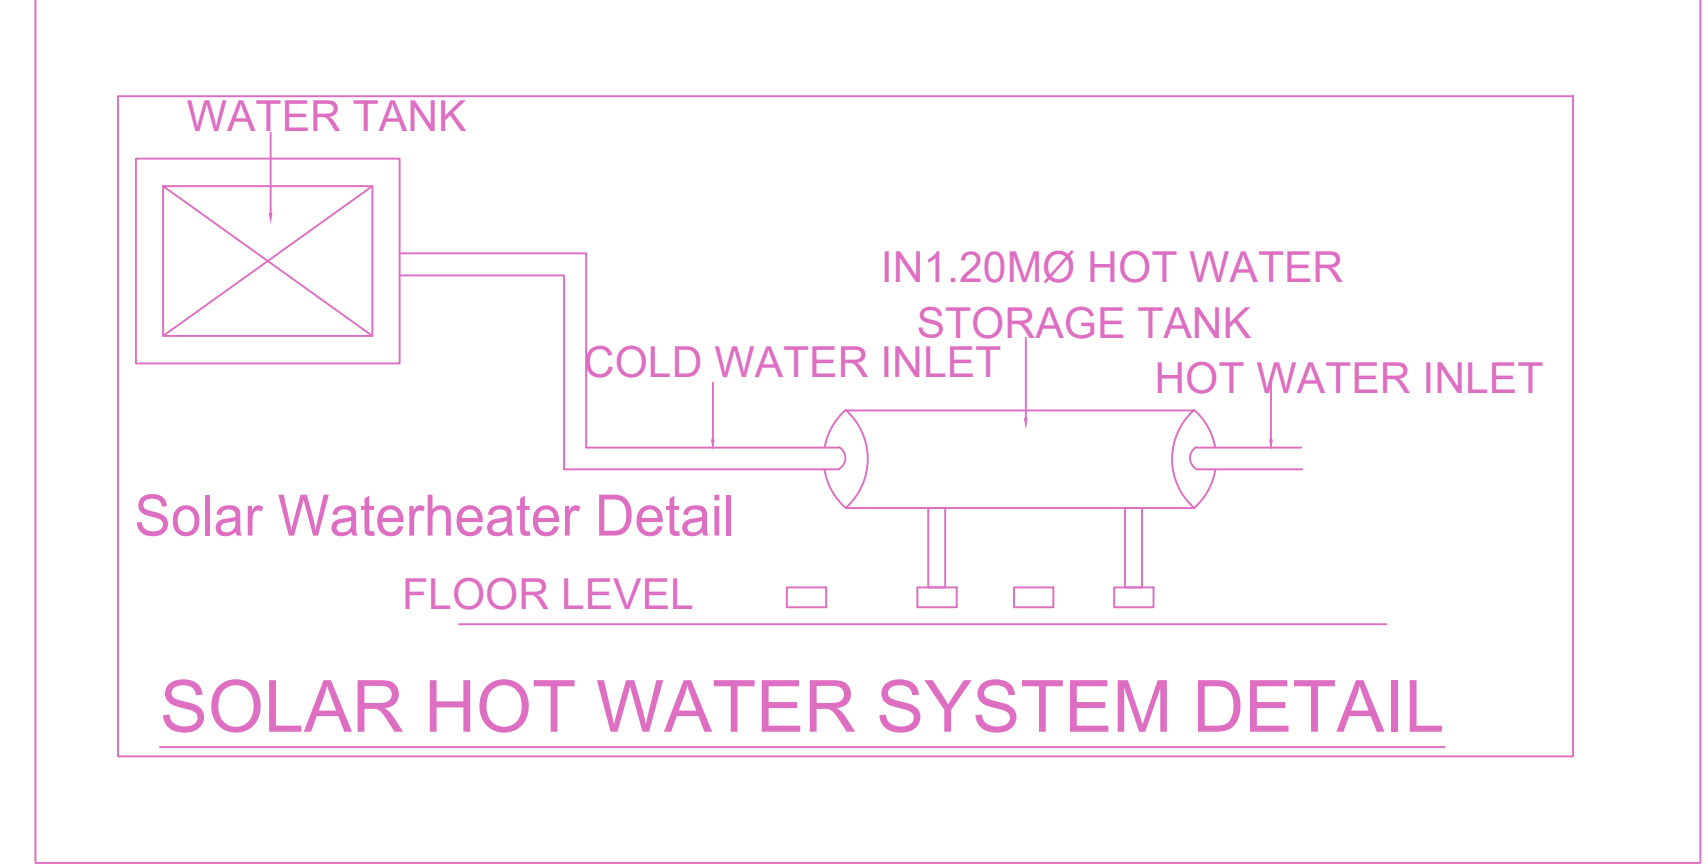 WATER TANK
IN1.20MØ HOT WATER
STORAGE TANK
COLD WATER INLET
HOT WATER INLET
Solar Waterheater Detail
FLOOR LEVEL
SOLAR HOT WATER SYSTEM DETAIL